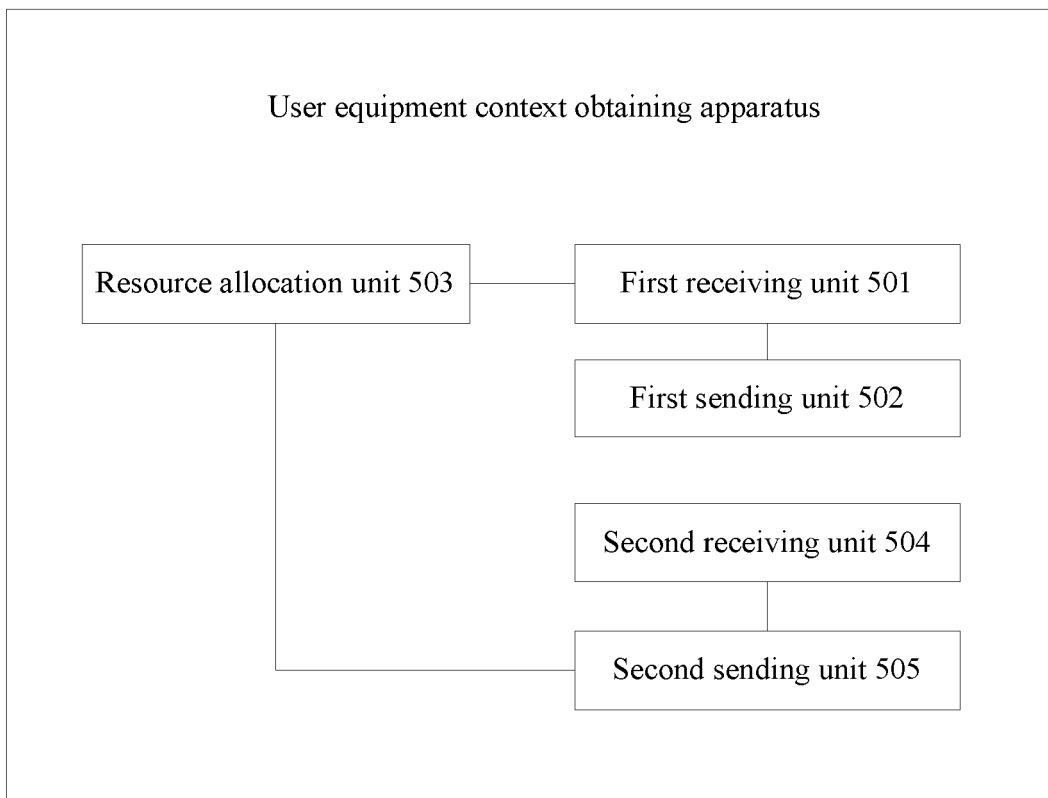 User equipment context obtaining apparatus
Resource allocation unit 503
First receiving unit 501
First sending unit 502
Second receiving unit 504
Second sending unit 505